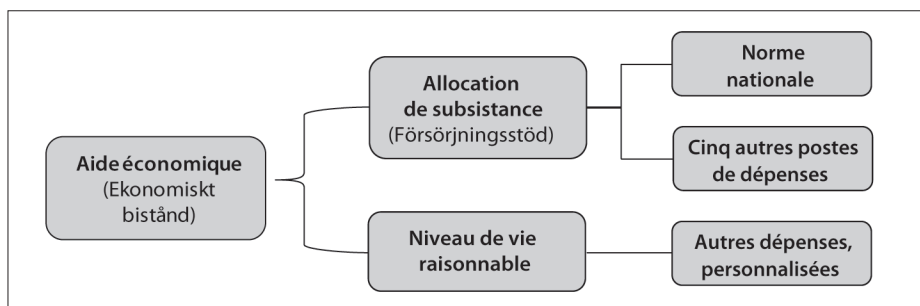 Aide économique
(Ekonomiskt
bistånd)
Allocation
de subsistance
(Försörjningsstöd)
Norme
nationale
Cinq autres postes
de dépenses
Niveau de vie
raisonnable
Autres dépenses,
personnalisées